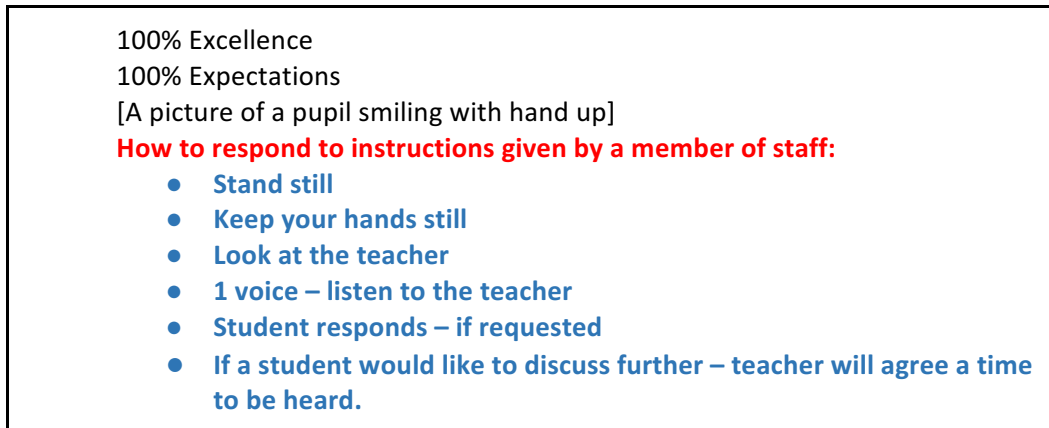 100% Excellence
100% Expectations
[A picture of a pupil smiling with hand up]
How to respond to instructions given by a member of staff:
● Stand still
● Keep your hands still
● Look at the teacher
● 1 voice – listen to the teacher
● Student responds – if requested
● If a student would like to discuss further – teacher will agree a time
to be heard.